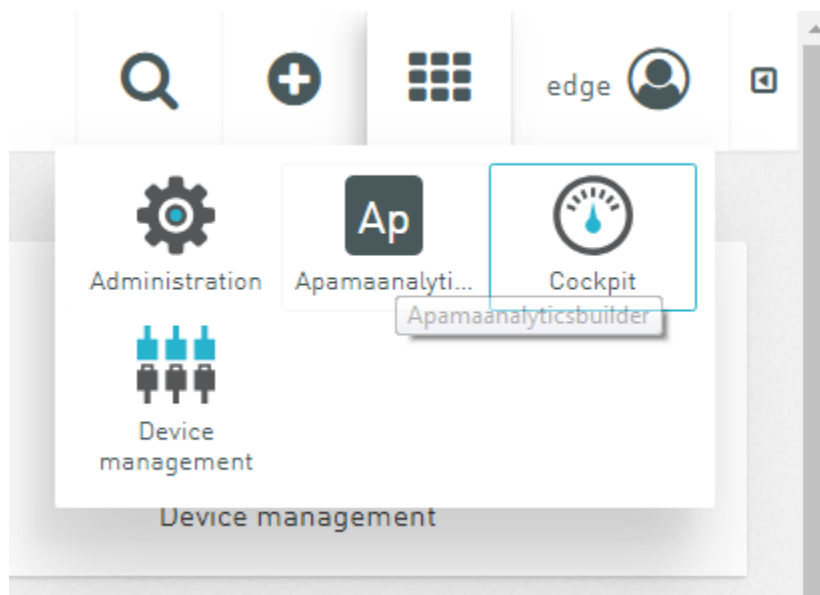 edge
Ap
Administration
Apamaanalyti...
Cockpit
Apamaanalyticsbuilder
Device
management
Device management